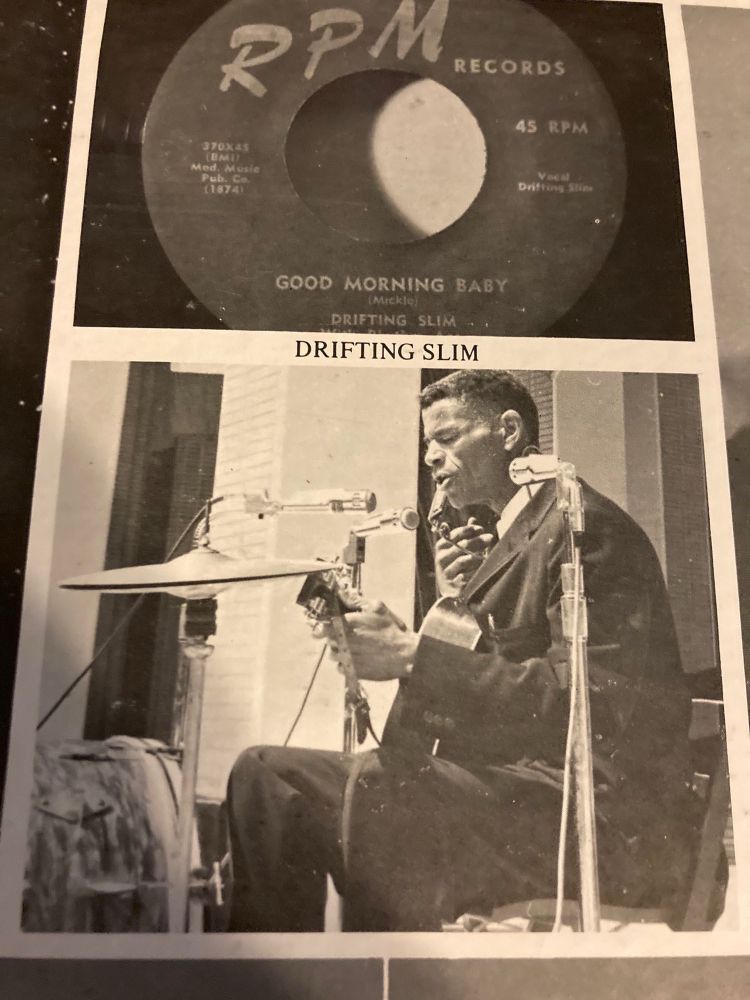 RPM
RECORDS
45 RPM
370X45
(BMI)
Mod. Music
Pub. Co.
(1874)
Vocal
Drifting Slim
GOOD MORNING BABY
(Mickle)
DRIFTING SLIM
DRIFTING SLIM